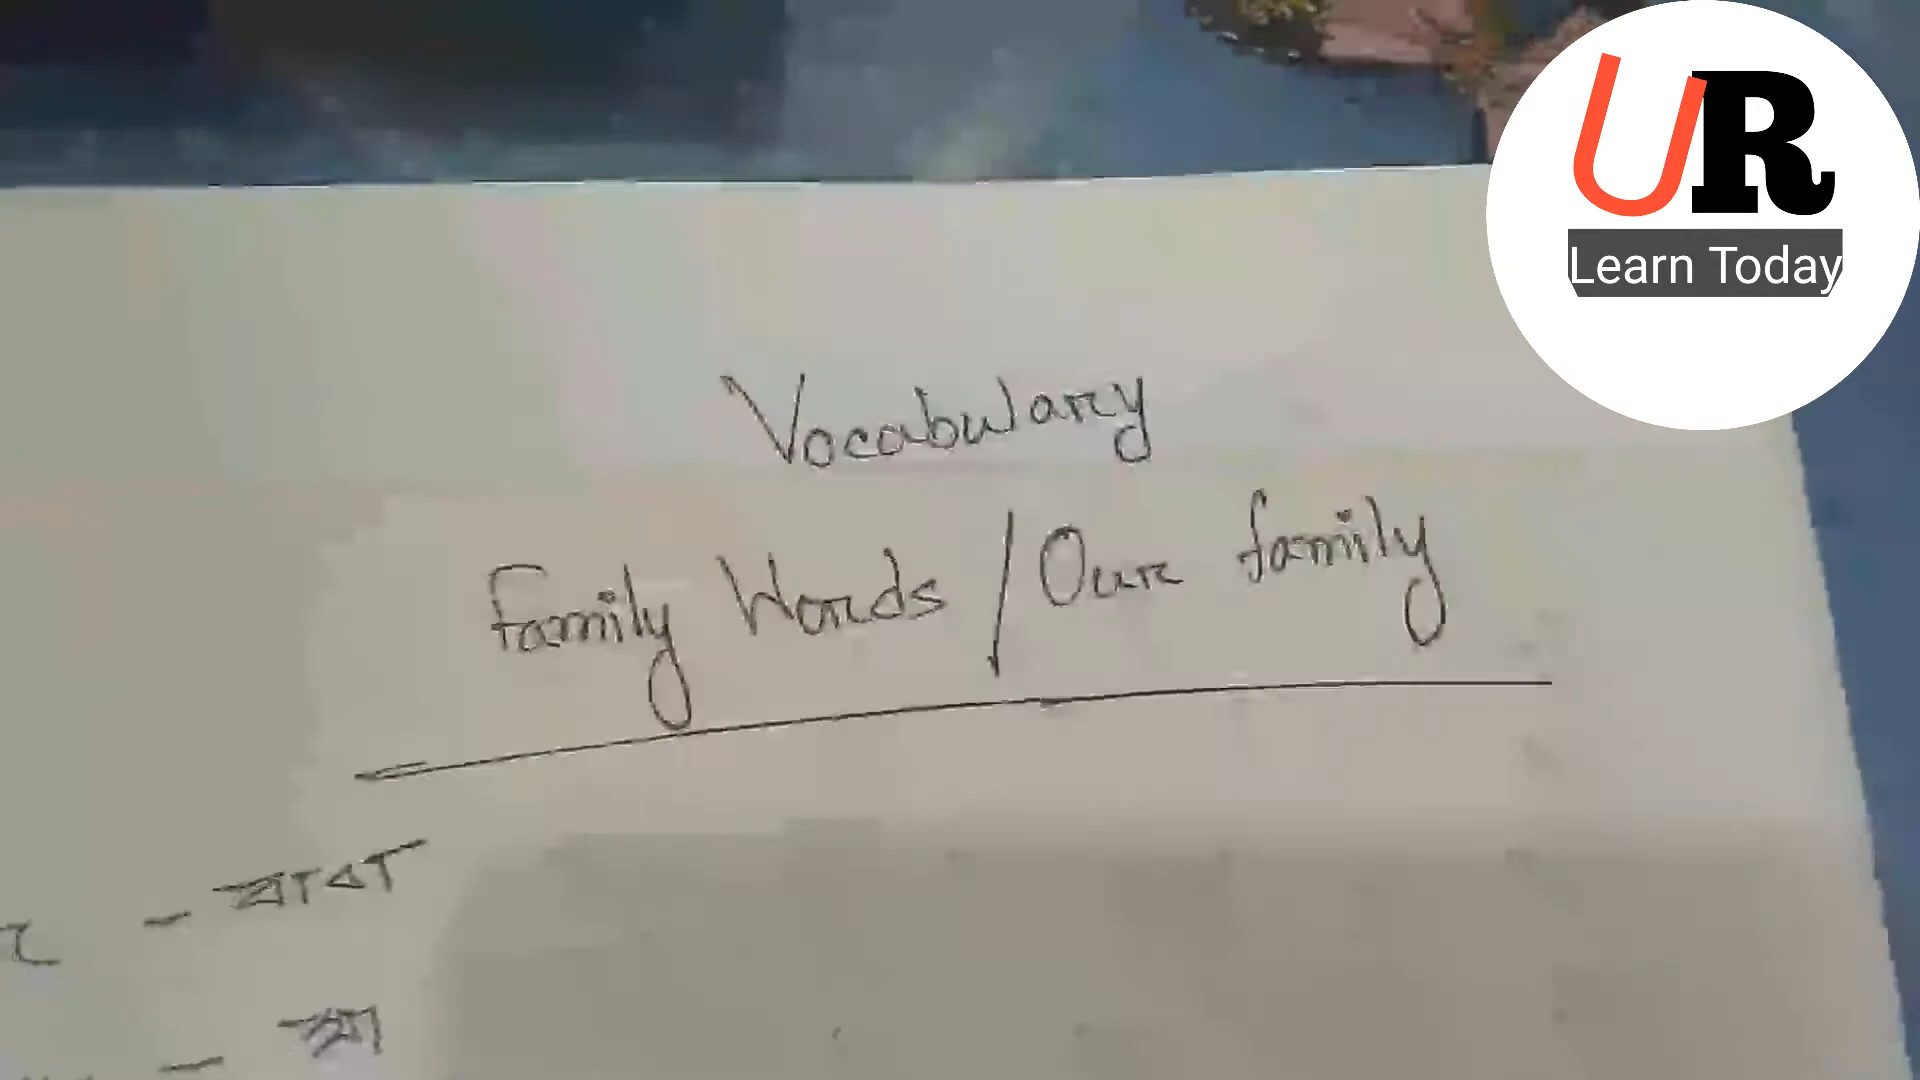 UR
Learn Today
Vocabulary
Family Words / Our family
- বাবা
- মা